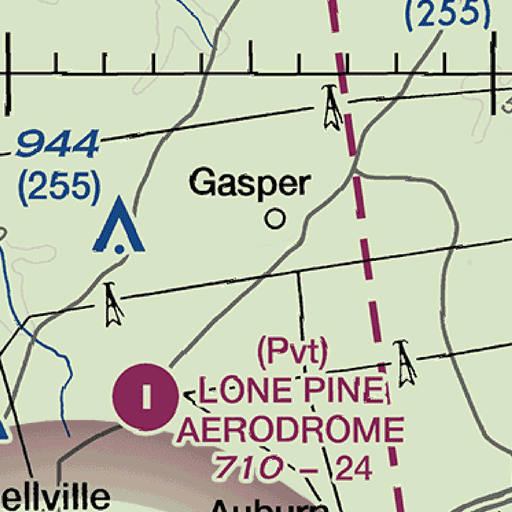 (255)
944
(255)
Gasper
(Pvt)
LONE PINE
AERODROME
710 – 24
ellville
Auburn